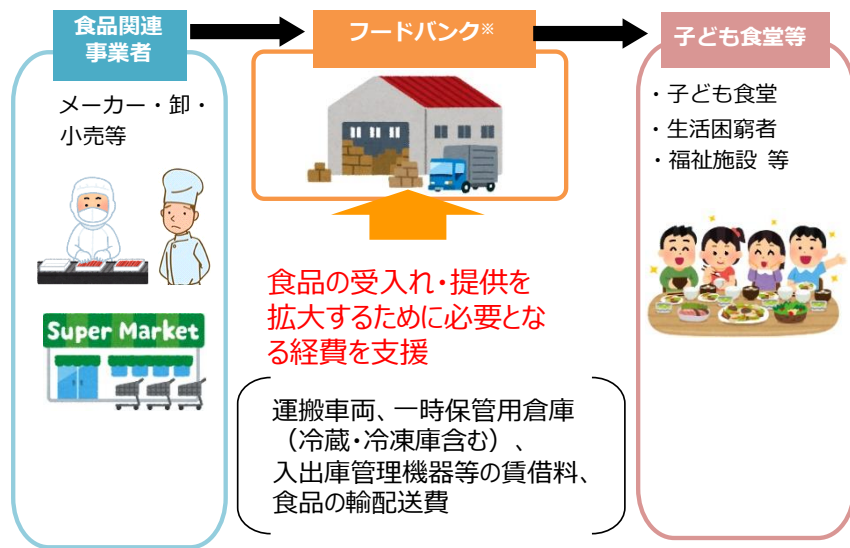 食品関連
事業者
メーカー・卸・
小売等
Super Market
フードバンク※
食品の受入れ・提供を
拡大するために必要とな
る経費を支援
運搬車両、一時保管用倉庫
（冷蔵・冷凍庫含む）、
入出庫管理機器等の賃借料、
食品の輸配送費
子ども食堂等
・子ども食堂
・生活困窮者
・福祉施設 等